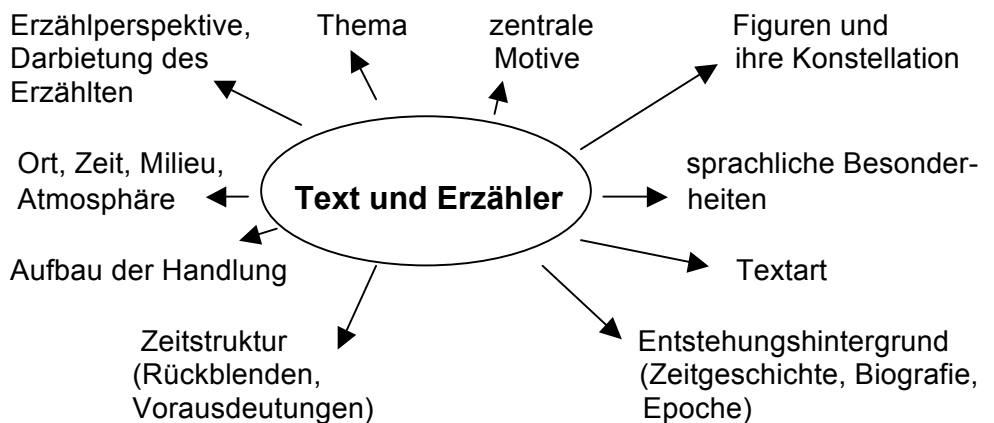 Erzählperspektive,
Darbietung des
Erzählten
Thema
zentrale
Motive
Figuren und
ihre Konstellation
Ort, Zeit, Milieu,
Atmosphäre
Text und Erzähler
sprachliche Besonder-
heiten
Aufbau der Handlung
Textart
Zeitstruktur
(Rückblenden,
Vorausdeutungen)
Entstehungshintergrund
(Zeitgeschichte, Biografie,
Epoche)